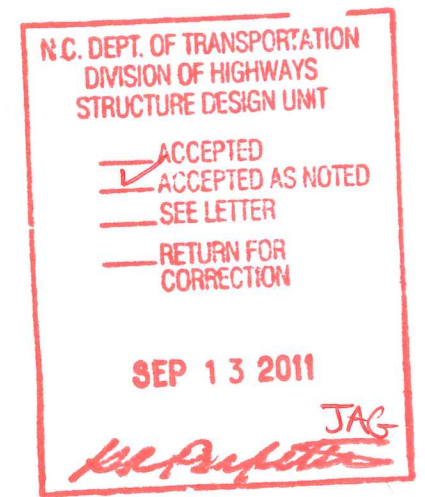 N.C. DEPT. OF TRANSPORTATION
DIVISION OF HIGHWAYS
STRUCTURE DESIGN UNIT
ACCEPTED
✓ ACCEPTED AS NOTED
SEE LETTER
RETURN FOR
CORRECTION
SEP 13 2011
JAG